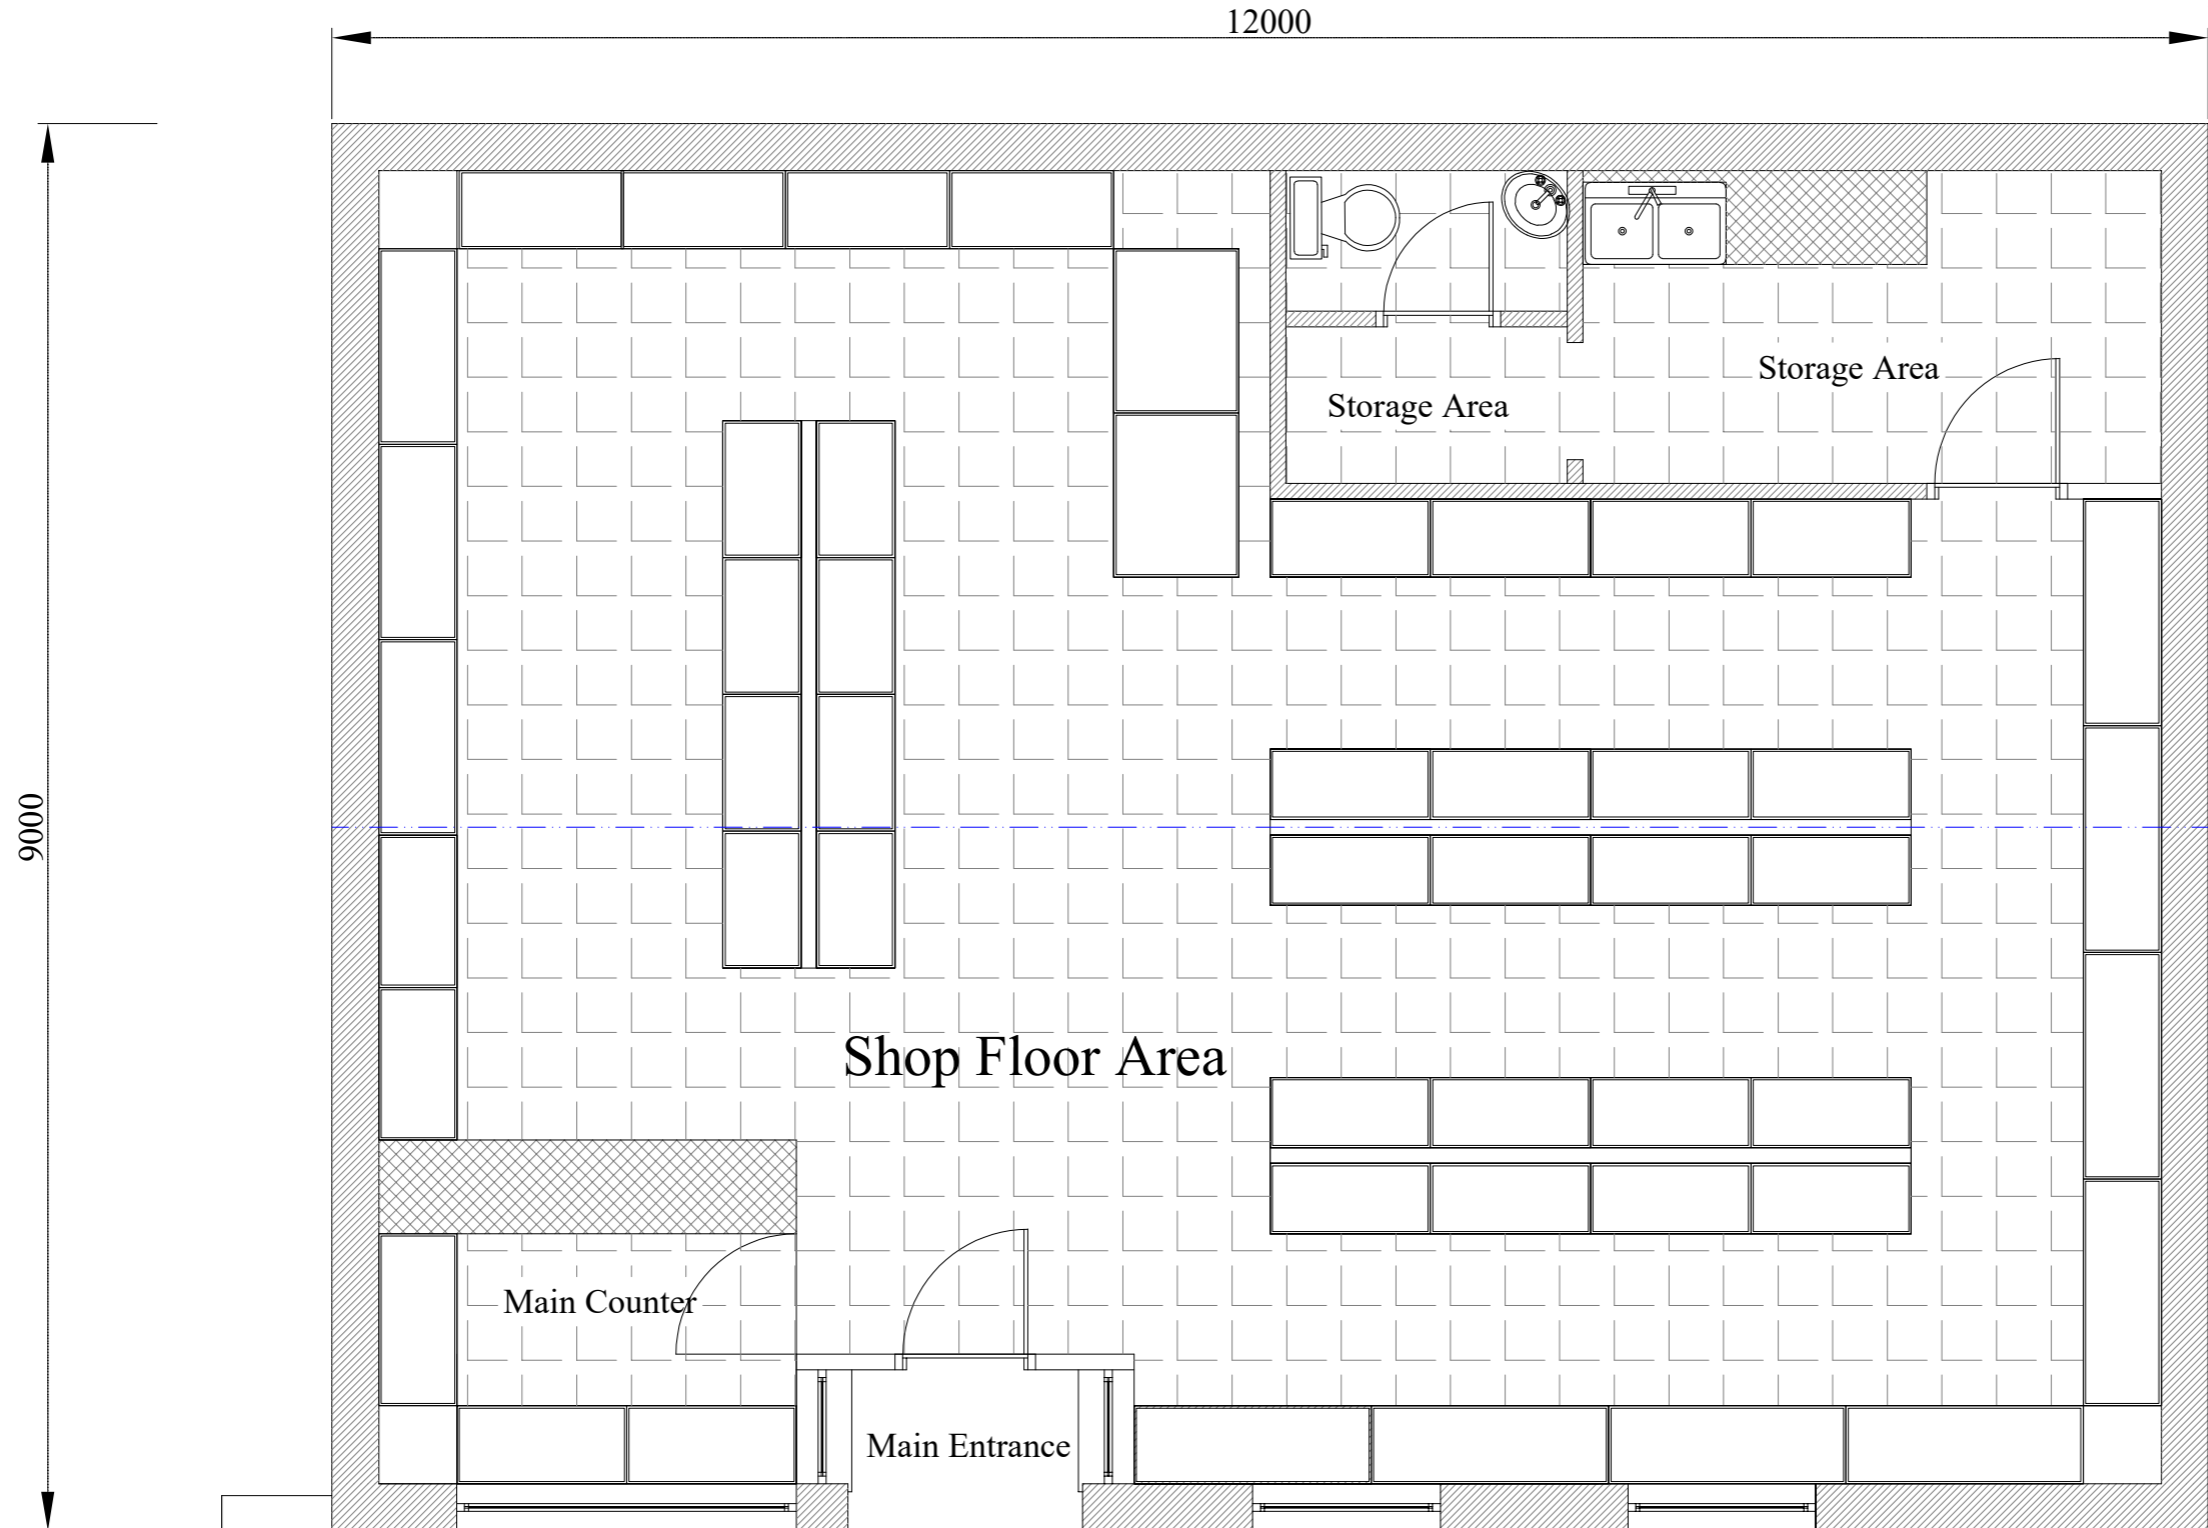 12000
Storage Area
Storage Area
9000
Shop Floor Area
Main Counter
Main Entrance